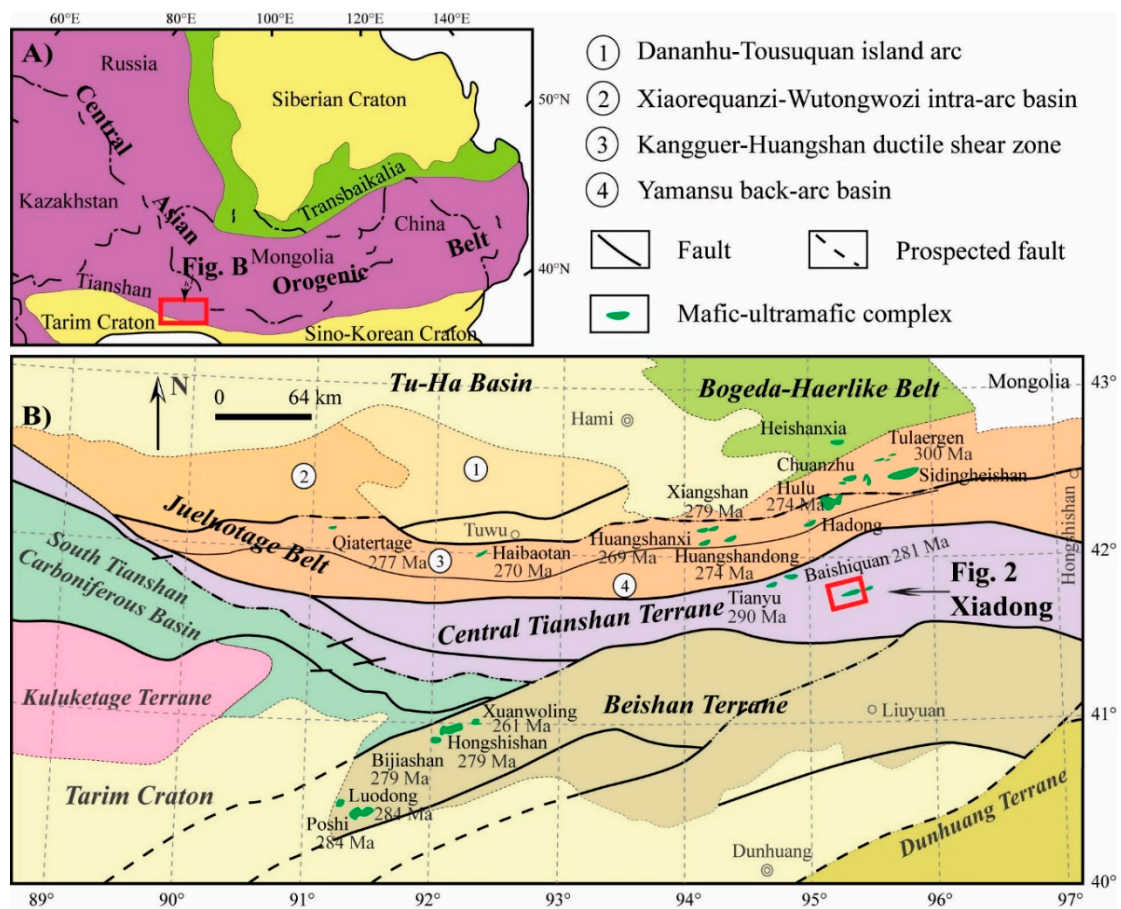 60°E
80°E
100°E
120°E
140°E
A)
Russia
Siberian Craton
50°N
Central
Asian
Transbaikalia
Kazakhstan
China
Mongolia
Belt
Fig. B
Orogenic
40°N
Tianshan
Tarim Craton
Sino-Korean Craton
1 Dananhu-Tousuquan island arc
2 Xiaorequanzi-Wutongwozi intra-arc basin
3 Kangguer-Huangshan ductile shear zone
4 Yamansu back-arc basin
Fault
Prospected fault
Mafic-ultramafic complex
B)
N
0 64 km
Tu-Ha Basin
Bogeda-Haerlike Belt
Mongolia
43°
Hami
Heishanxia
Tulaergen
300 Ma
Chuanzhu
Sidingheishan
Hulu
274 Ma
Xiangshan
279 Ma
Hadong
1
2
Jueluotage Belt
Tuwu
Qiatertage
277 Ma
3
Haibaotan
270 Ma
Huangshanxi
269 Ma
Huangshandong
274 Ma
Hongshishan
42°
4
Baishiquan 281 Ma
Tianyu
290 Ma
Fig. 2
Xiadong
South Tianshan
Carboniferous Basin
Central Tianshan Terrane
Kuluketage Terrane
Beishan Terrane
Liuyuan
41°
Xuanwoling
261 Ma
Hongshishan
279 Ma
Bijiashan
279 Ma
Luodong
284 Ma
Poshi
284 Ma
Tarim Craton
Dunhuang
Dunhuang Terrane
40°
89°
90°
91°
92°
93°
94°
95°
96°
97°